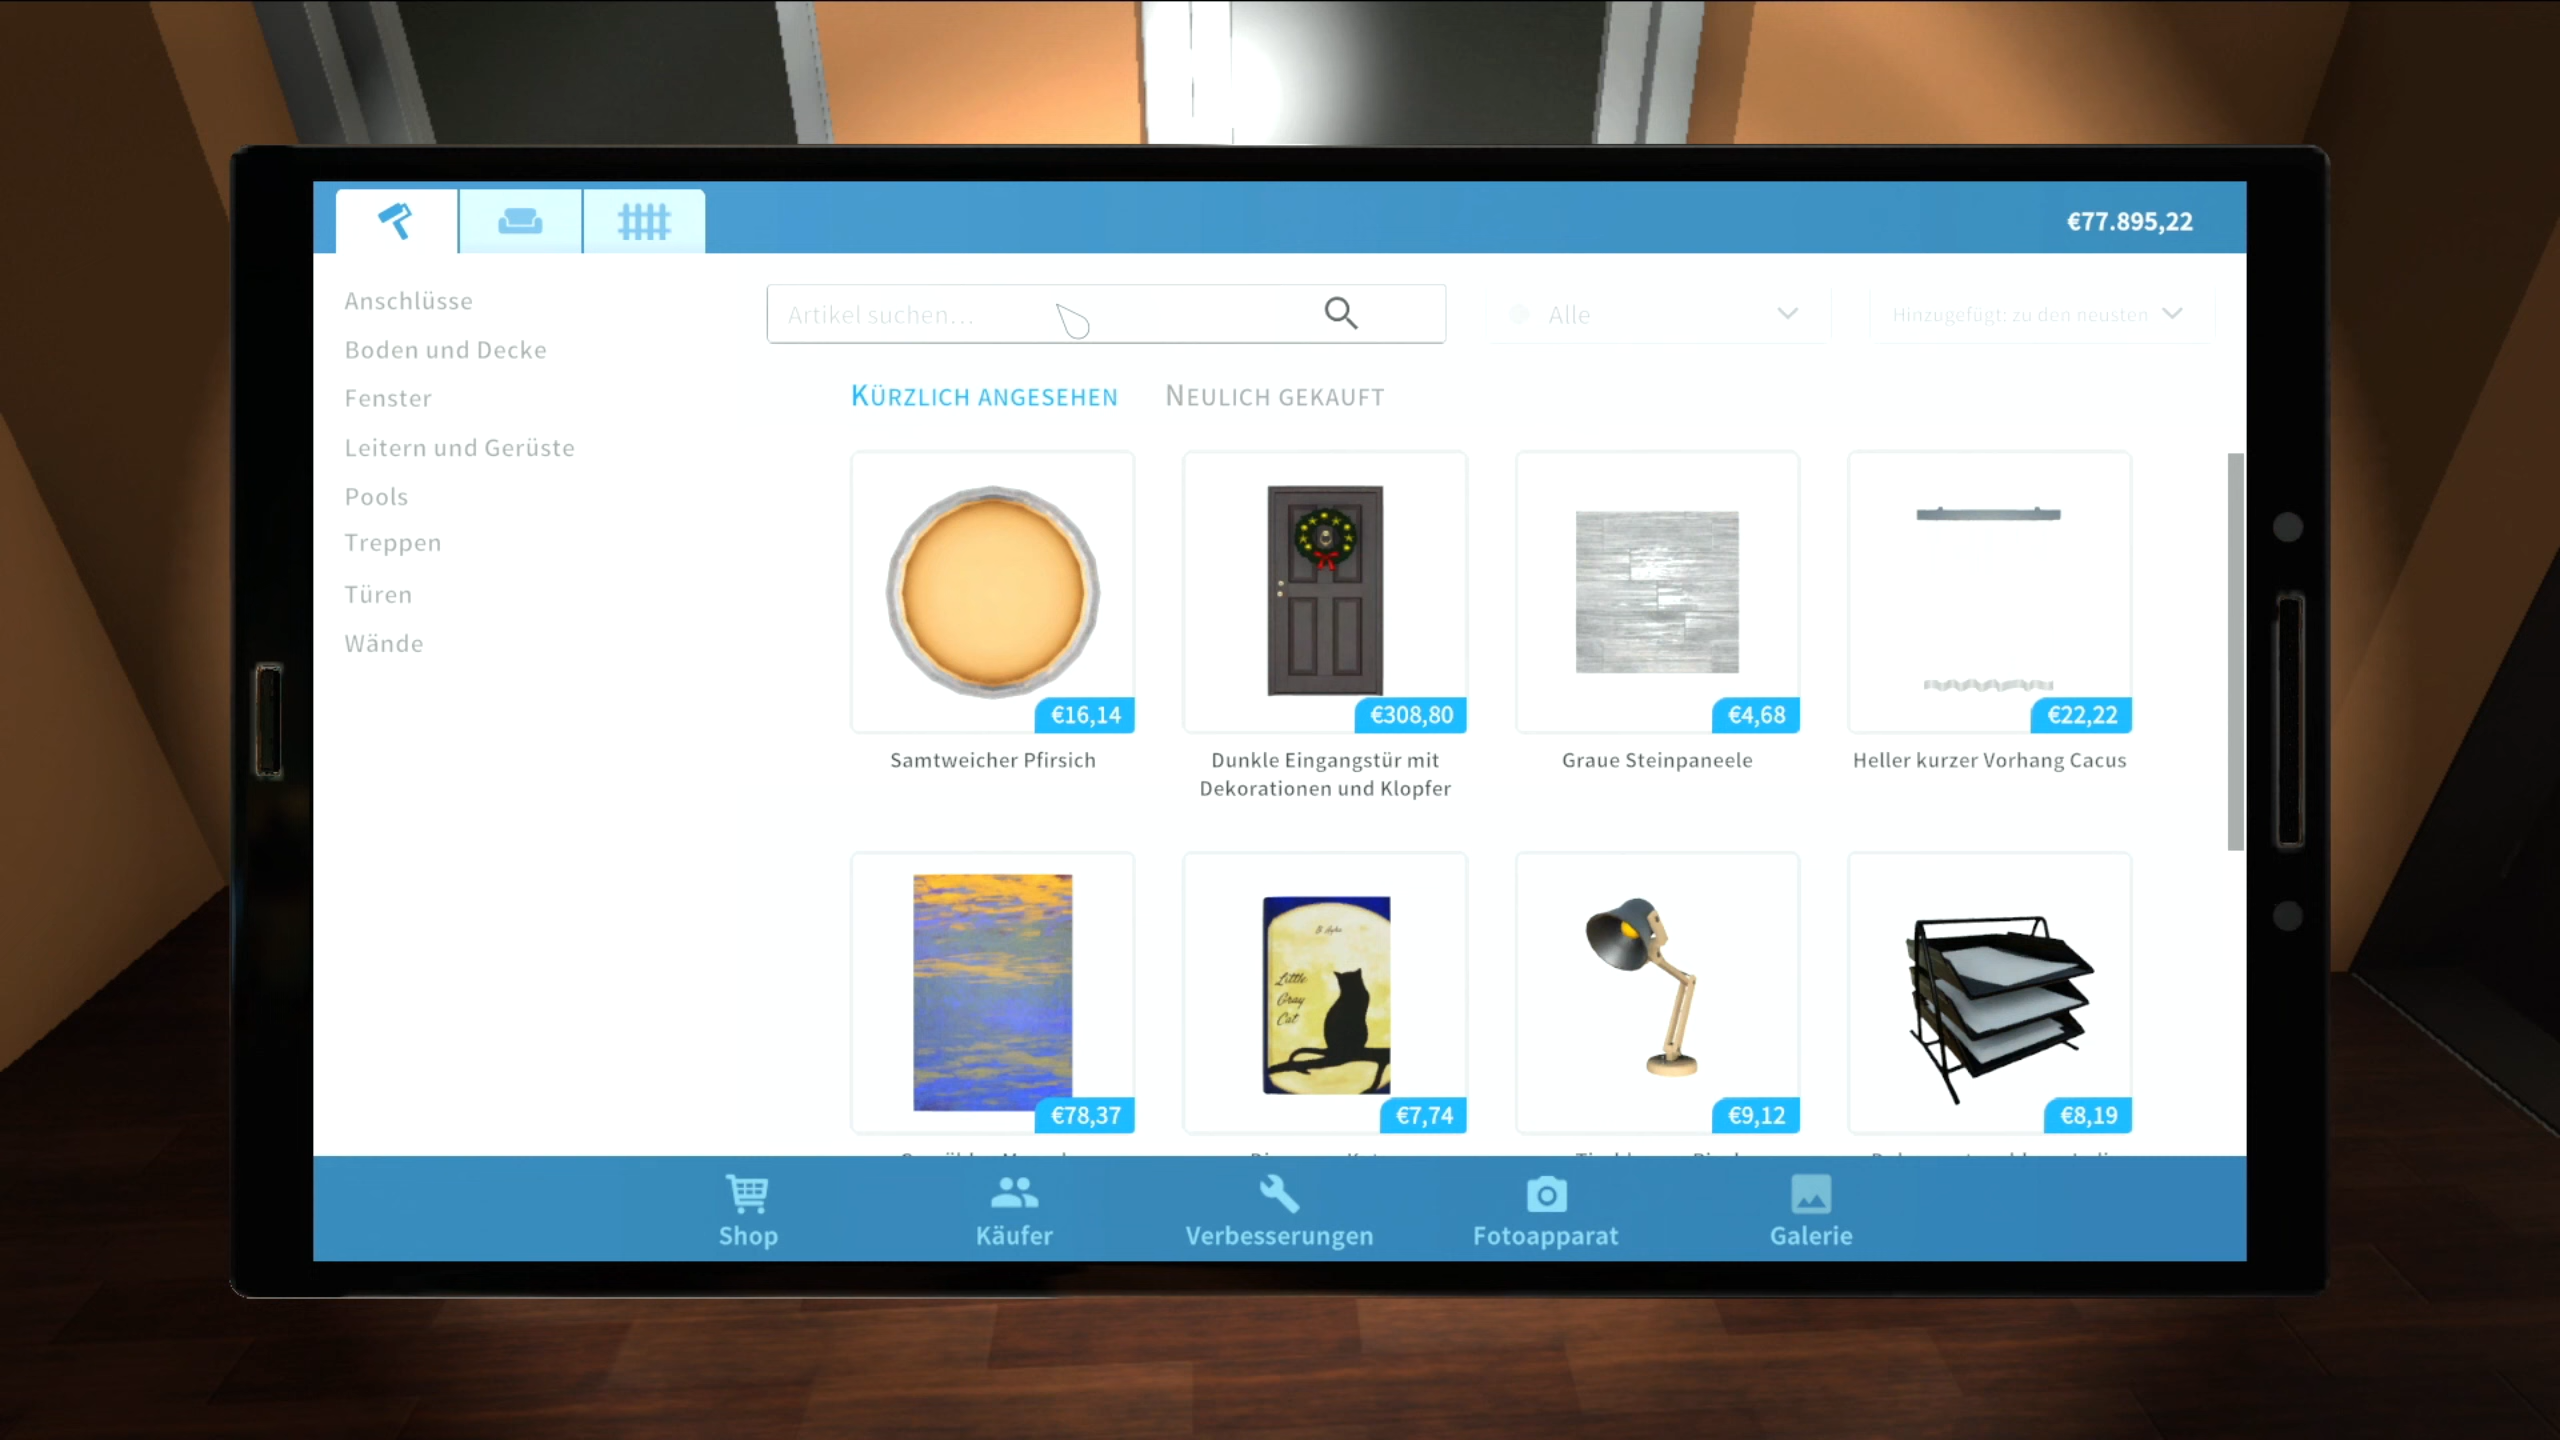 €77.895,22
Anschlüsse
Boden und Decke
Fenster
Leitern und Gerüste
Pools
Treppen
Türen
Wände
Artikel suchen...
Alle
Hinzugefügt: zu den neusten
KÜRZLICH ANGESEHEN
NEULICH GEKAUFT
€16,14
€308,80
€4,68
€22,22
Samtweicher Pfirsich
Dunkle Eingangstür mit
Dekorationen und Klopfer
Graue Steinpaneele
Heller kurzer Vorhang Cacus
Little
Gray
Cat
€78,37
€7,74
€9,12
€8,19
Shop
Käufer
Verbesserungen
Fotoapparat
Galerie